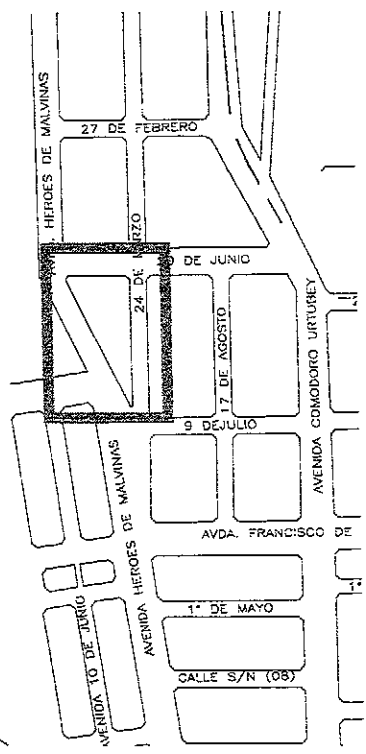 27 DE FEBRERO
HEROES DE MALVINAS
24 DE MARZO
DE JUNIO
17 DE AGOSTO
AVENIDA COMODORO URTUBEY
9 DEJULIO
AVENIDA HEROES DE MALVINAS
AVDA. FRANCISCO DE
1° DE MAYO
AVENIDA 10 DE JUNIO
CALLE S/N (08)